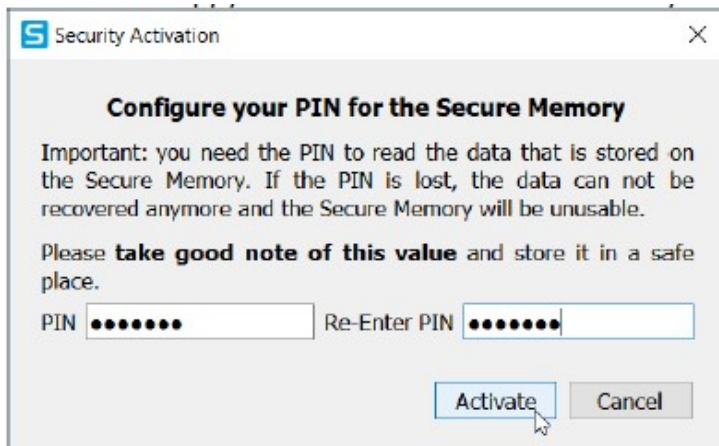 Security Activation
Configure your PIN for the Secure Memory
Important: you need the PIN to read the data that is stored on
the Secure Memory. If the PIN is lost, the data can not be
recovered anymore and the Secure Memory will be unusable.
Please take good note of this value and store it in a safe
place.
PIN ●●●●●●● Re-Enter PIN ●●●●●●●
Activate Cancel